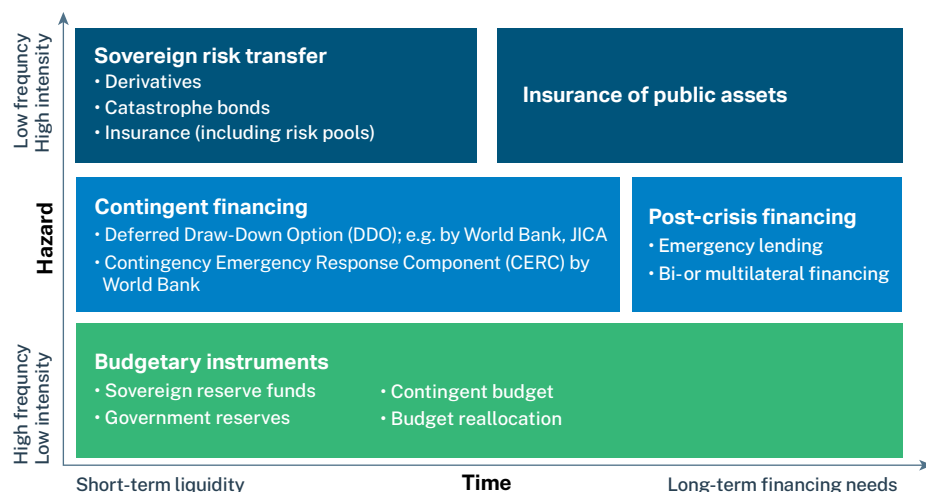 Low frequncy
High intensity
Sovereign risk transfer
• Derivatives
• Catastrophe bonds
• Insurance (including risk pools)
Insurance of public assets
Hazard
Contingent financing
• Deferred Draw-Down Option (DDO); e.g. by World Bank, JICA
• Contingency Emergency Response Component (CERC) by
World Bank
Post-crisis financing
• Emergency lending
• Bi- or multilateral financing
High frequncy
Low intensity
Budgetary instruments
• Sovereign reserve funds
• Government reserves
• Contingent budget
• Budget reallocation
Short-term liquidity
Time
Long-term financing needs